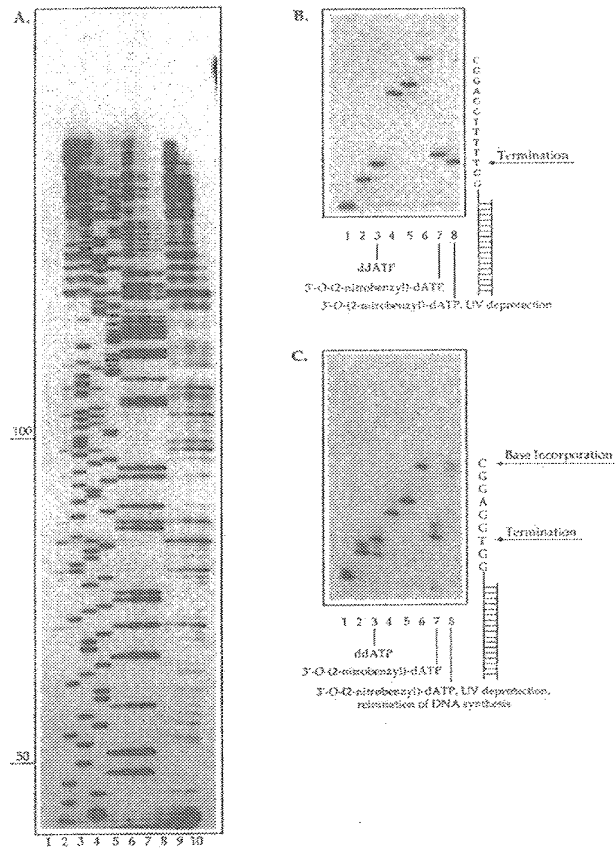 A.
100
50
1 2 3 4 5 6 7 8 9 10
B.
C
G
G
A
G
G
T
T
T
T
T
G
G
Termination
1 2 3 4 5 6 7 8
ddATP
3'-O-(2-nitrobenzyl)-dATP
3'-O-(2-nitrobenzyl)-dATP, UV deprotection
C.
C
G
G
A
G
G
T
G
G
Base Incorporation
Termination
1 2 3 4 5 6 7 8
ddATP
3'-O-(2-nitrobenzyl)-dATP
3'-O-(2-nitrobenzyl)-dATP, UV deprotection,
reinitiation of DNA synthesis